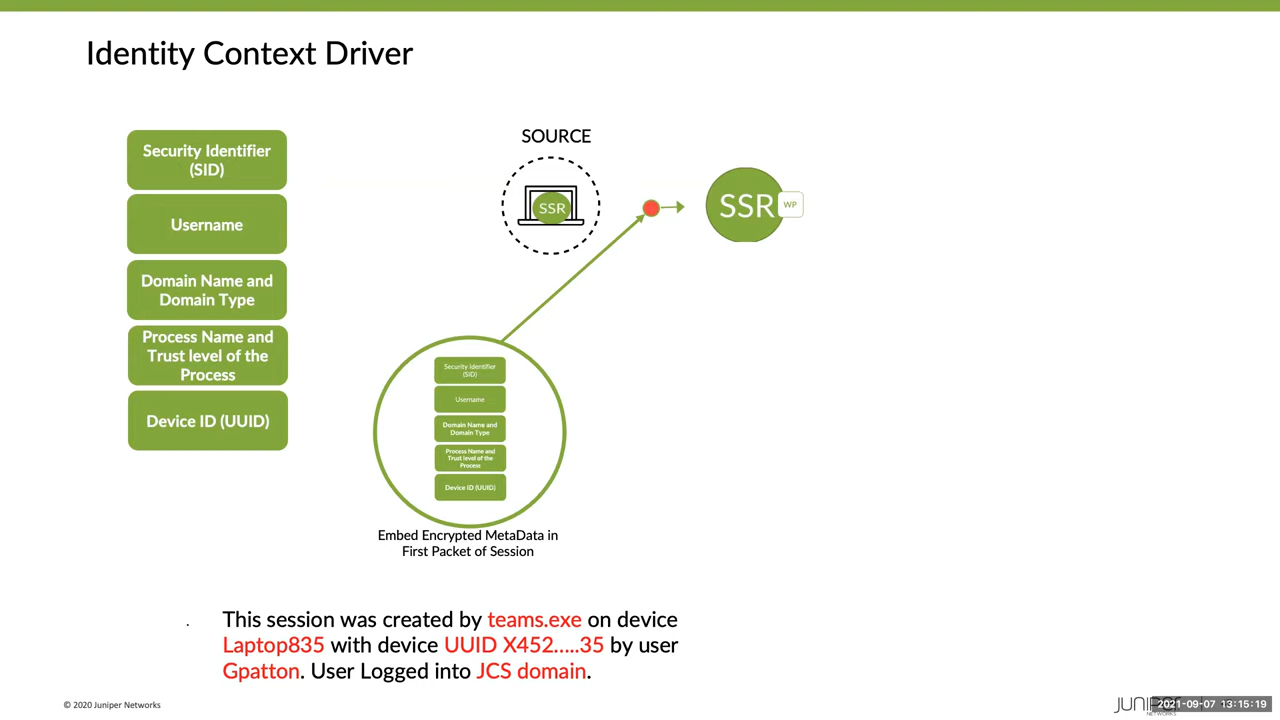 Identity Context Driver
Security Identifier
(SID)
Username
Domain Name and
Domain Type
Process Name and
Trust level of the
Process
Device ID (UUID)
SOURCE
SSR
SSR
WP
Security Identifier
(SID)
Username
Domain Name and
Domain Type
Process Name and
Trust level of the
Process
Device ID (UUID)
Embed Encrypted MetaData in
First Packet of Session
This session was created by teams.exe on device
Laptop835 with device UUID X452.....35 by user
Gpatton. User Logged into JCS domain.
© 2020 Juniper Networks
JUNIPER
NETWORKS
2021-09-07 13:15:19